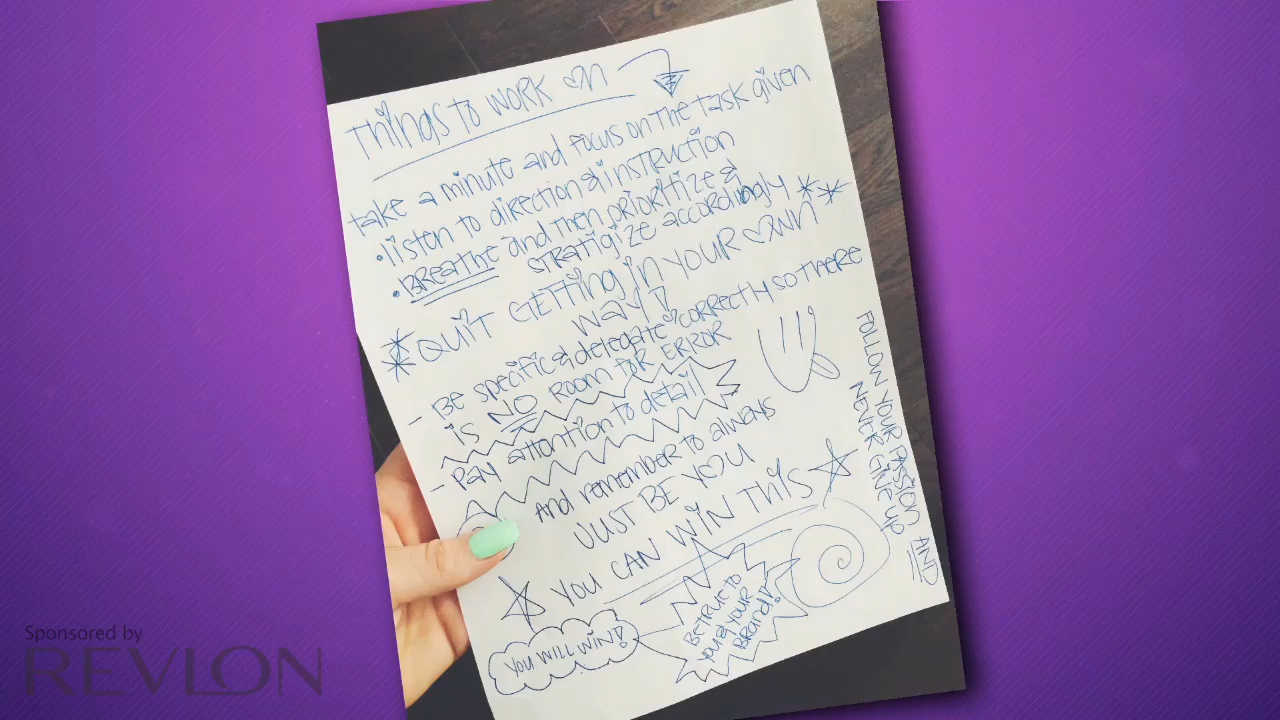 Things to WORK ON
take a minute and focus on the task given
• listen to direction & instruction
• BREATHE and then prioritize &
stratigize accordingly **
* QUIT GETTING IN YOUR OWN
WAY!!
- Be specific & delegate correctly so there
is NO ROOM FOR ERROR
- PAY attention to detail
And remember to always
JUST BE YOU
YOU CAN WIN THIS
YOU WILL WIN!
BE TRUE TO
YOU & YOUR
Brand!!
FOLLOW YOUR PASSION AND
NEVER GIVE UP
Sponsored by
REVLON